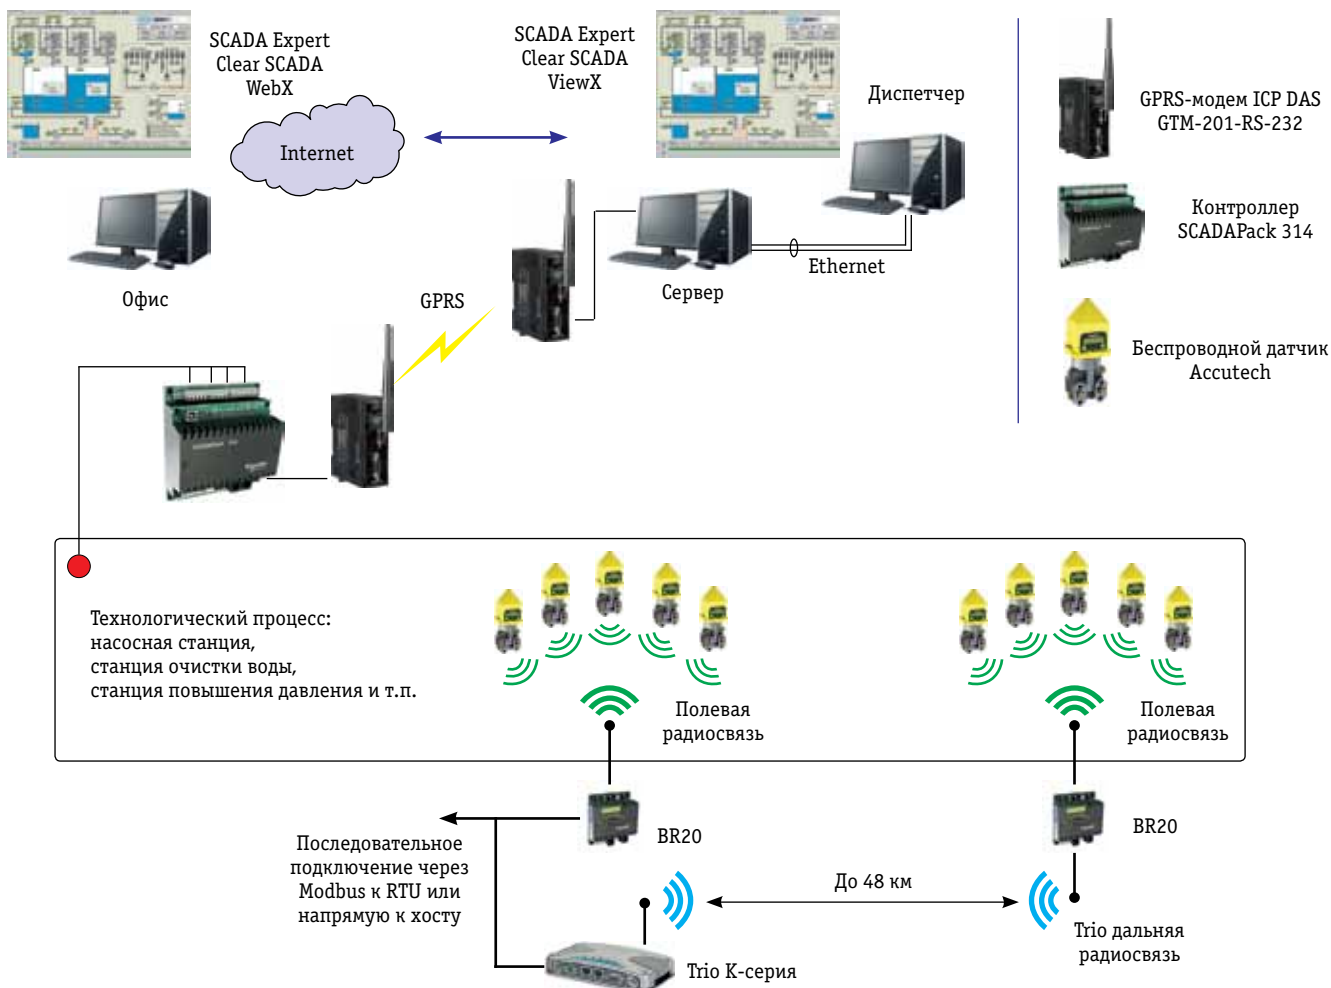 SCADA Expert
Clear SCADA
WebX
SCADA Expert
Clear SCADA
ViewX
Диспетчер
Internet
Офис
GPRS
Сервер
Ethernet
GPRS-модем ICP DAS
GTM-201-RS-232
Контроллер
SCADAPack 314
Беспроводной датчик
Accutech
Технологический процесс:
насосная станция,
станция очистки воды,
станция повышения давления и т.п.
Полевая
радиосвязь
Полевая
радиосвязь
BR20
BR20
Последовательное
подключение через
Modbus к RTU или
напрямую к хосту
До 48 км
Trio дальняя
радиосвязь
Trio K-серия